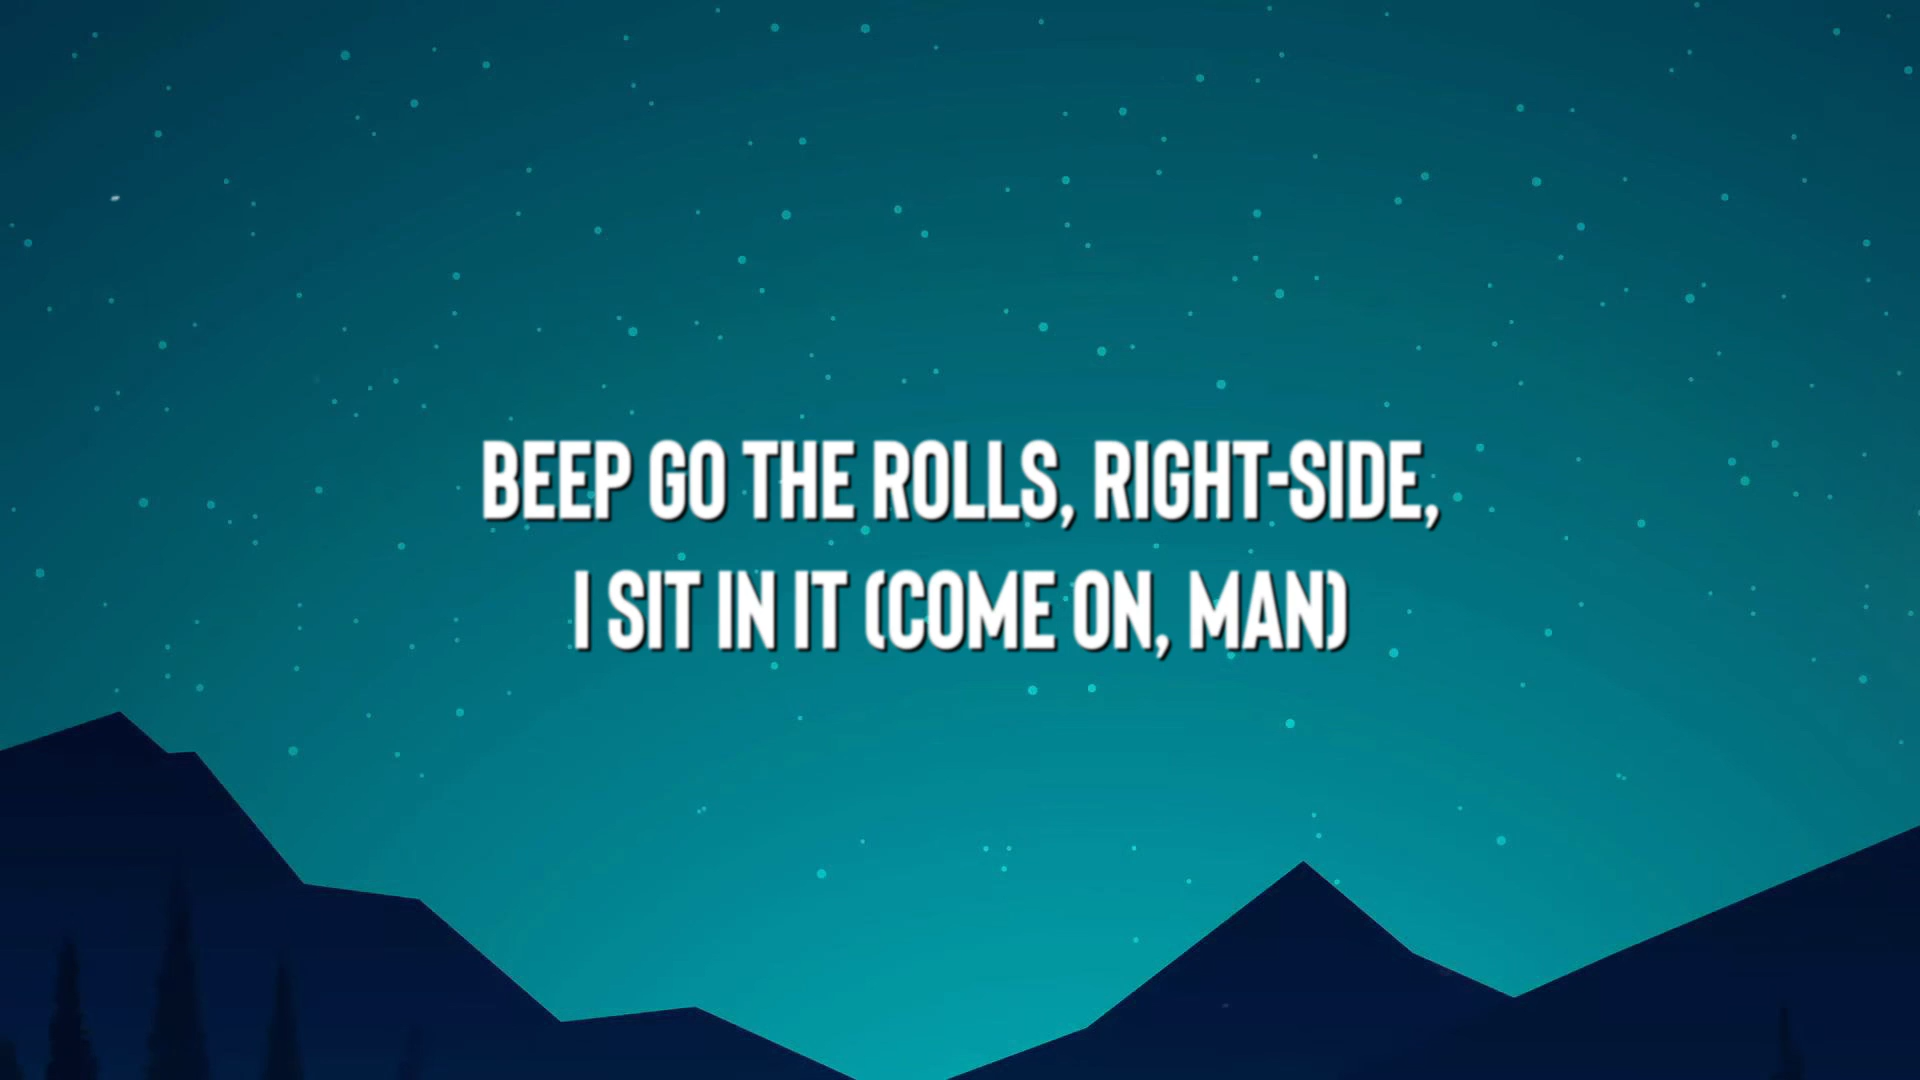 BEEP GO THE ROLLS, RIGHT-SIDE,
I SIT IN IT (COME ON, MAN)